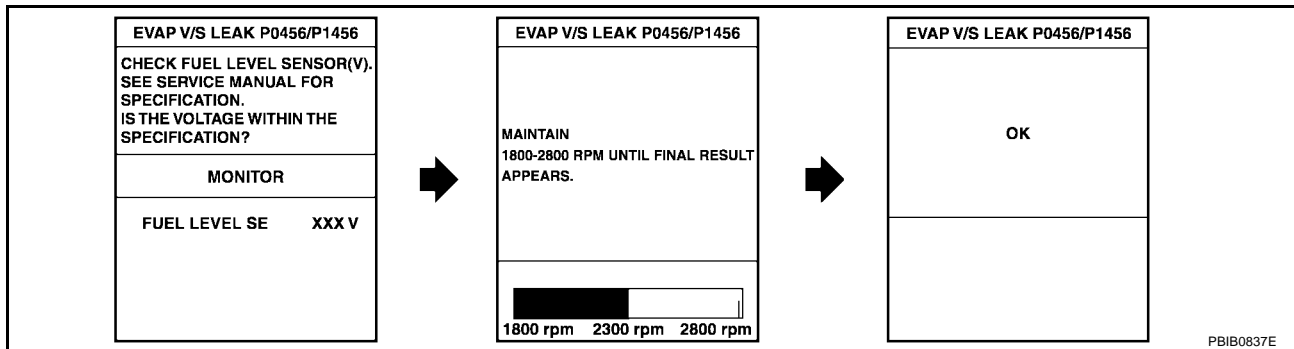 EVAP V/S LEAK P0456/P1456
CHECK FUEL LEVEL SENSOR(V).
SEE SERVICE MANUAL FOR
SPECIFICATION.
IS THE VOLTAGE WITHIN THE
SPECIFICATION?
MONITOR
FUEL LEVEL SE XXX V
EVAP V/S LEAK P0456/P1456
MAINTAIN
1800-2800 RPM UNTIL FINAL RESULT
APPEARS.
1800 rpm 2300 rpm 2800 rpm
EVAP V/S LEAK P0456/P1456
OK
PBIB0837E